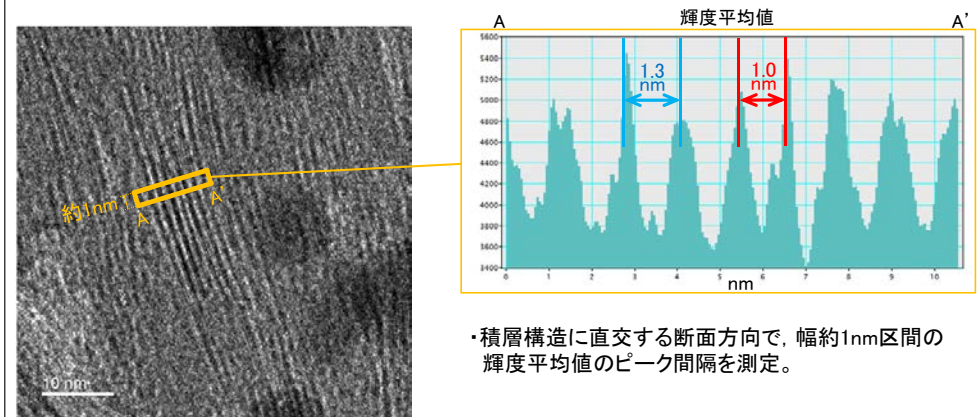 輝度平均値
A
A'
5600
5400
5200
5000
4800
4600
4400
4200
4000
3800
3600
3400
1.3
nm
1.0
nm
0
1
2
3
4
5
6
7
8
9
10
nm
約1nm
A
A'
10 nm
・積層構造に直交する断面方向で，幅約1nm区間の
輝度平均値のピーク間隔を測定。